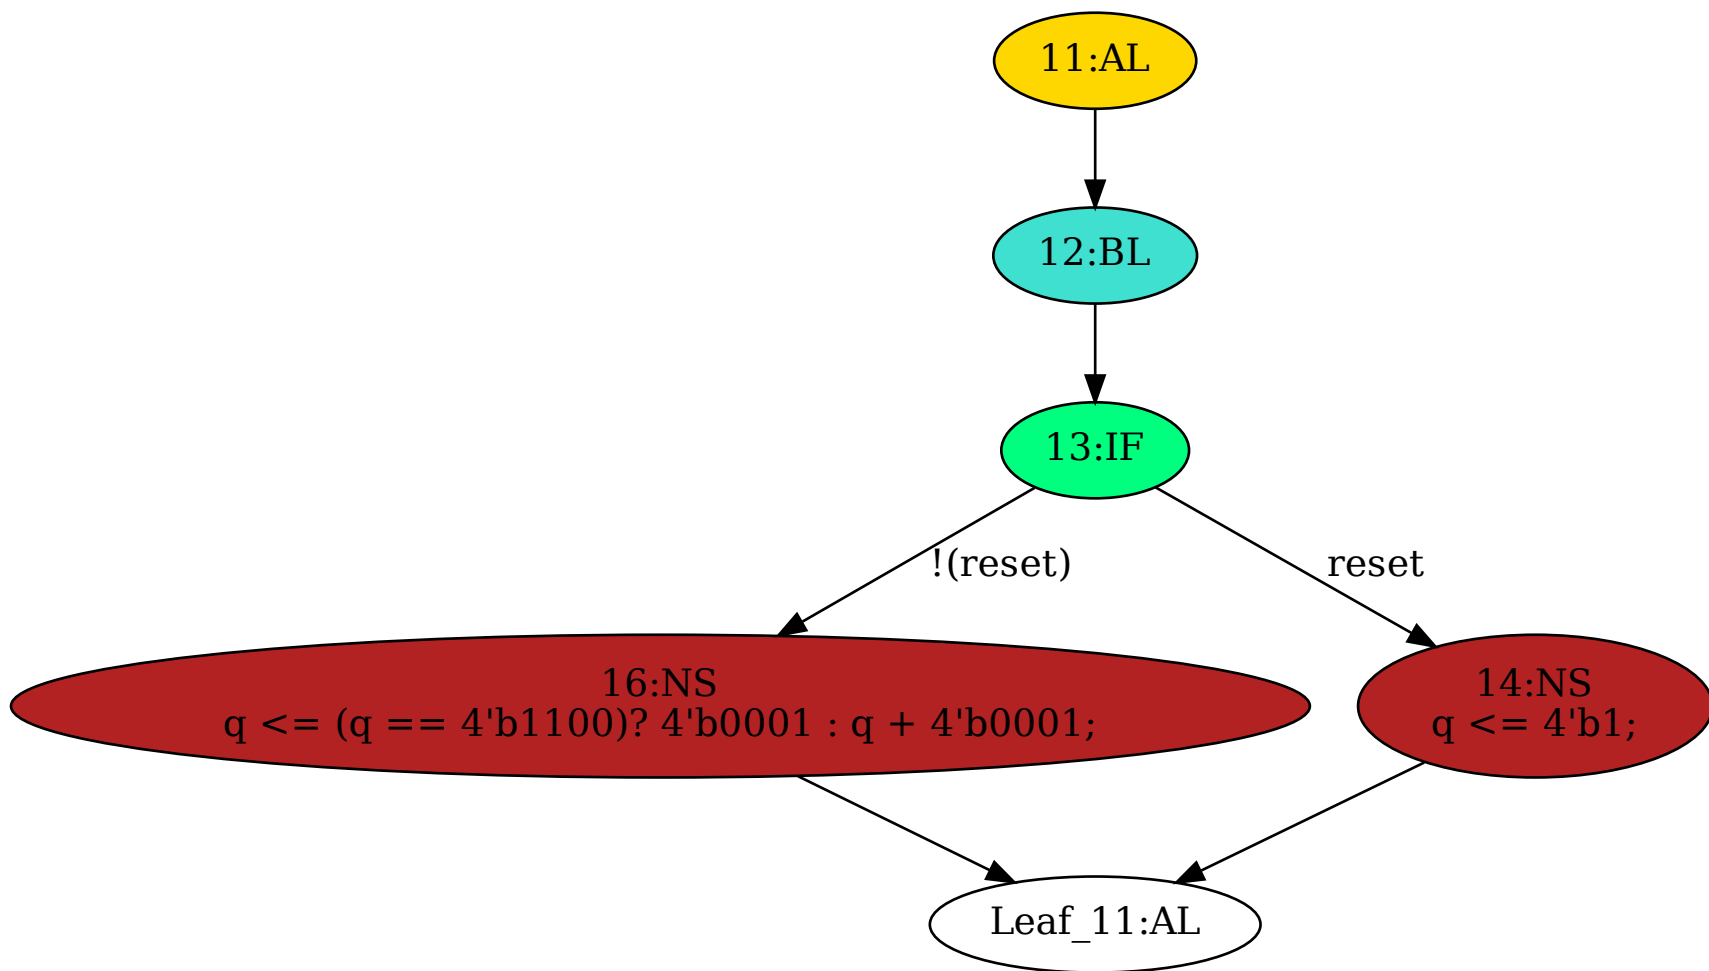 11:AL
12:BL
13:IF
!(reset)
reset
16:NS
q <= (q == 4'b1100)? 4'b0001 : q + 4'b0001;
14:NS
q <= 4'b1;
Leaf_11:AL